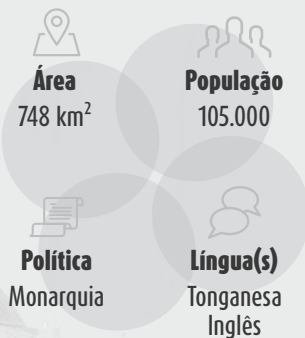 Área
748 km²
População
105.000
Política
Monarquia
Língua(s)
Tonganesa
Inglês